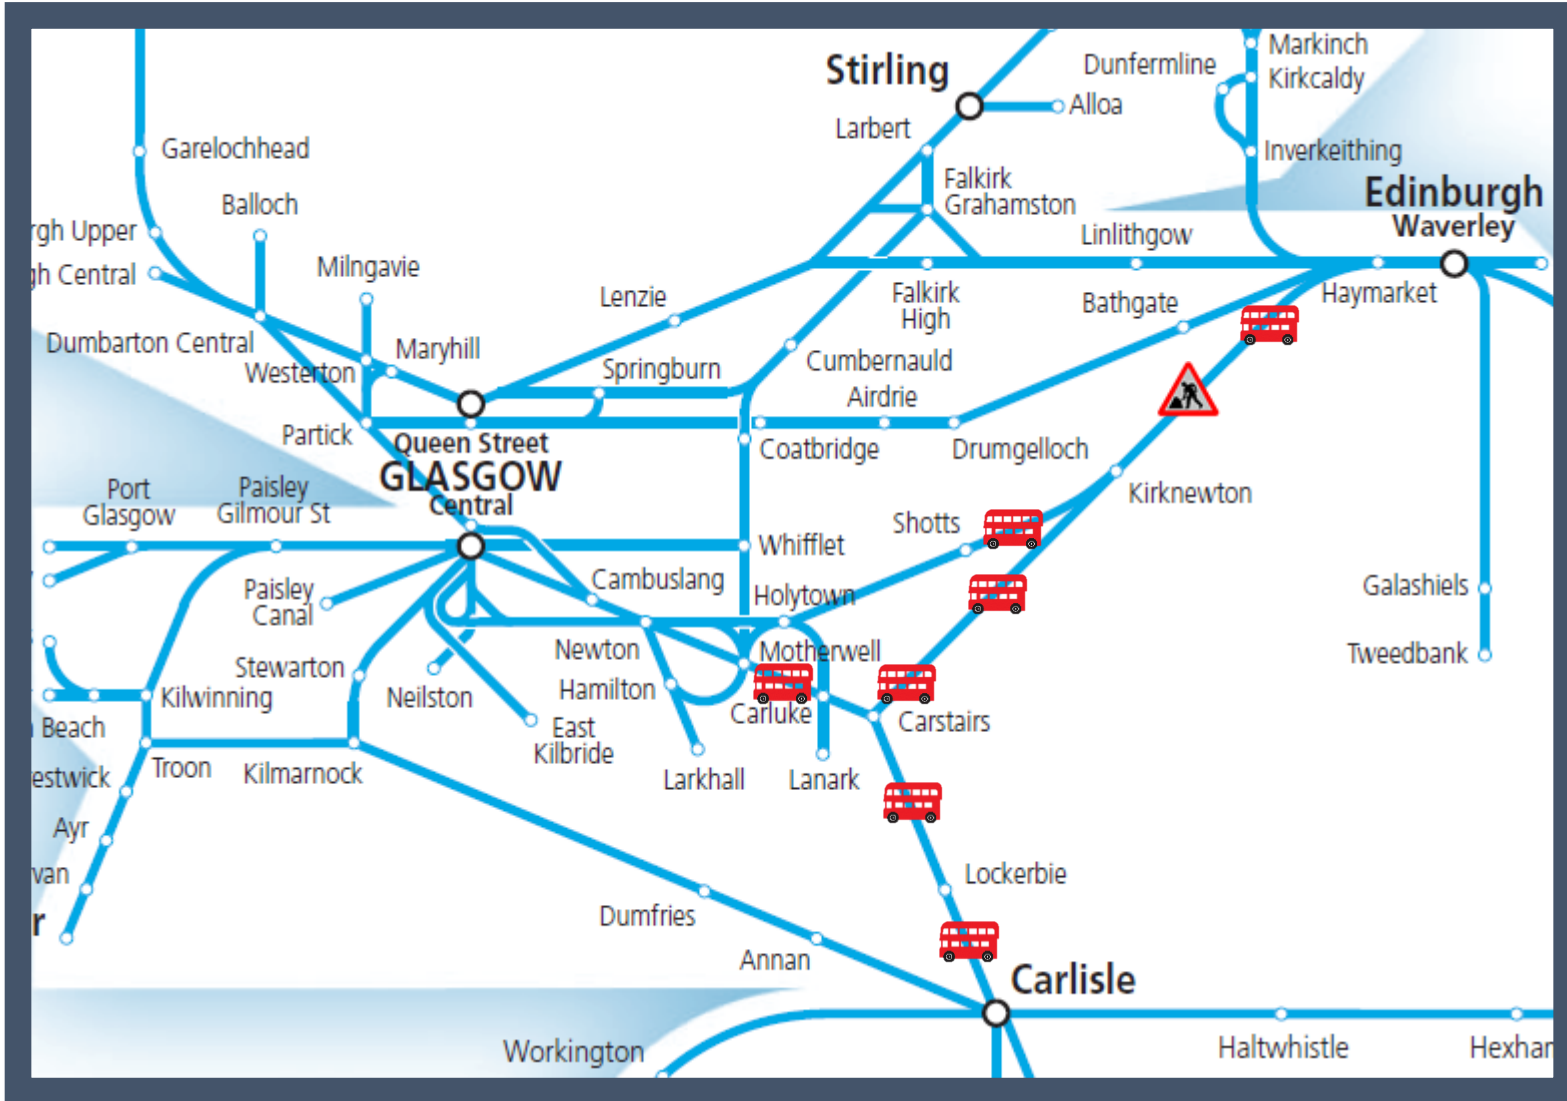 Markinch
Dunfermline
Kirkcaldy
Stirling
Alloa
Larbert
Garelochhead
Inverkeithing
Falkirk
Grahamston
Edinburgh
Waverley
Balloch
rgh Upper
Linlithgow
gh Central
Milngavie
Lenzie
Falkirk
High
Bathgate
Haymarket
Dumbarton Central
Maryhill
Westerton
Springburn
Cumbernauld
Airdrie
Partick
Queen Street
GLASGOW
Central
Coatbridge
Drumgelloch
Kirknewton
Port
Glasgow
Paisley
Gilmour St
Shotts
Whifflet
Paisley
Canal
Cambuslang
Holytown
Galashiels
Newton
Motherwell
Tweedbank
Stewarton
Hamilton
Kilwinning
Neilston
Carluke
Carstairs
Beach
East
Kilbride
Troon
Kilmarnock
Larkhall
Lanark
estwick
Ayr
van
Lockerbie
r
Dumfries
Annan
Carlisle
Workington
Haltwhistle
Hexhar